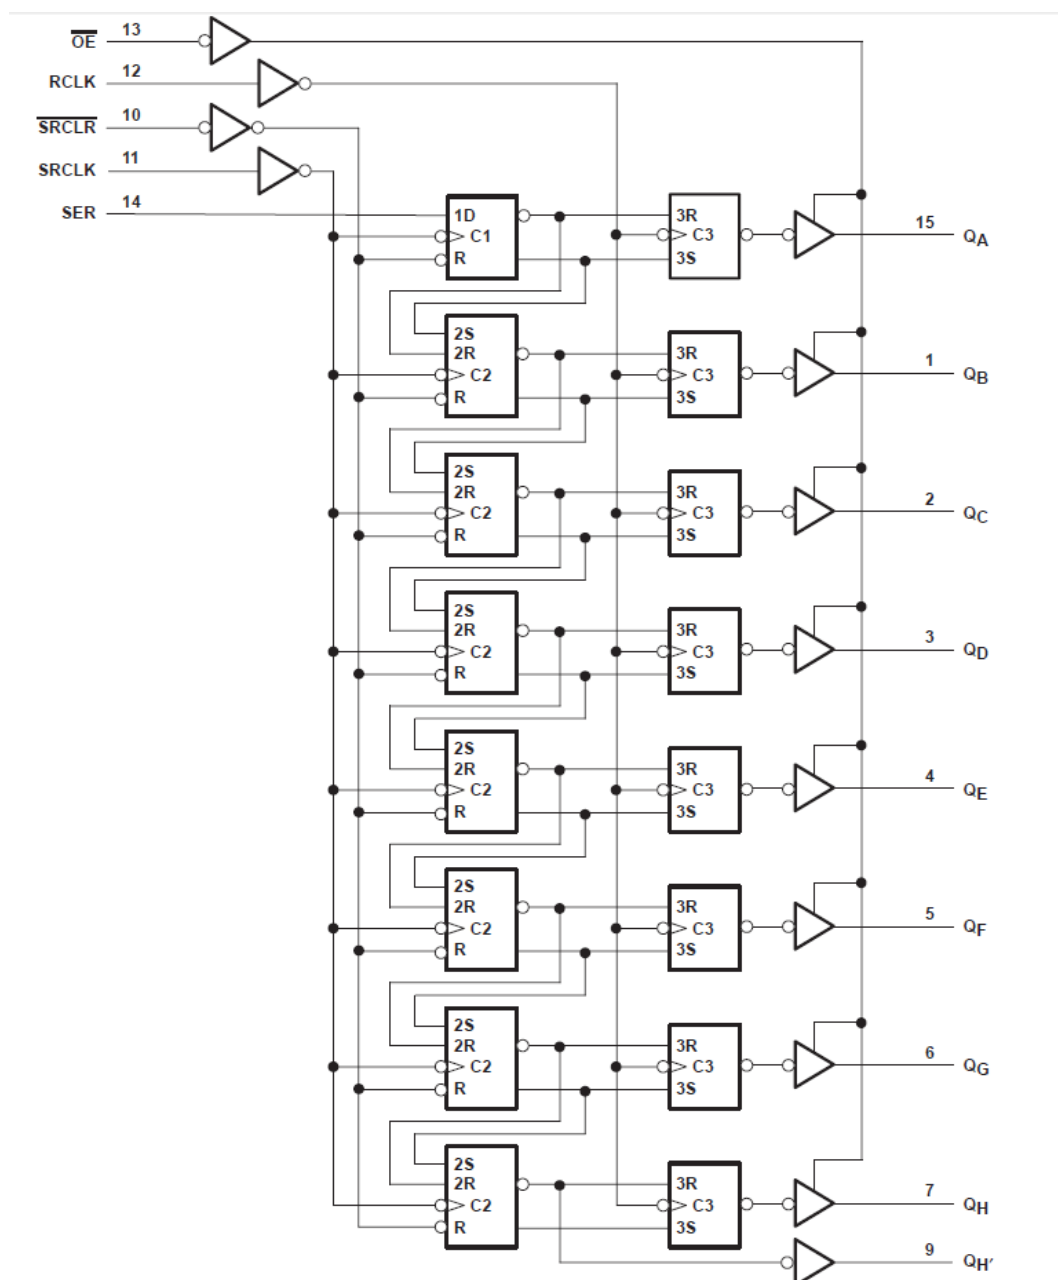 OE 13
RCLK 12
SRCLR 10
SRCLK 11
SER 14
1D
C1
R
3R
C3
3S
15 QA
2S
2R
C2
R
3R
C3
3S
1 QB
2S
2R
C2
R
3R
C3
3S
2 QC
2S
2R
C2
R
3R
C3
3S
3 QD
2S
2R
C2
R
3R
C3
3S
4 QE
2S
2R
C2
R
3R
C3
3S
5 QF
2S
2R
C2
R
3R
C3
3S
6 QG
2S
2R
C2
R
3R
C3
3S
7 QH
9 QH′